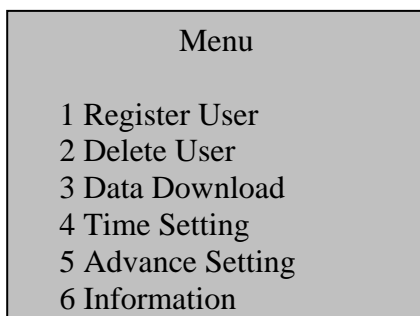 Menu
1 Register User
2 Delete User
3 Data Download
4 Time Setting
5 Advance Setting
6 Information